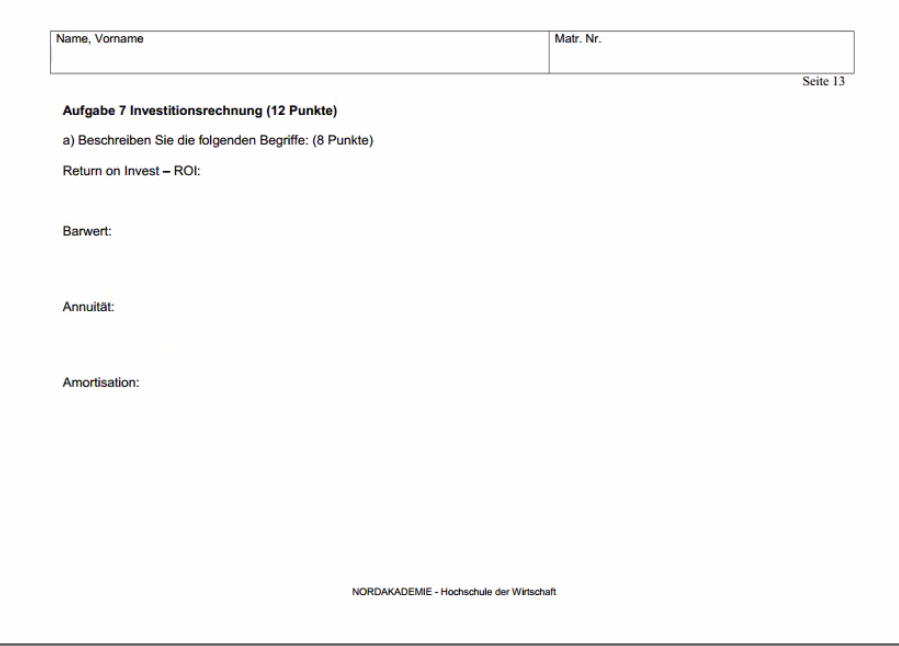 Name, Vorname
Matr. Nr.
Seite 13
Aufgabe 7 Investitionsrechnung (12 Punkte)
a) Beschreiben Sie die folgenden Begriffe: (8 Punkte)
Return on Invest – ROI:
Barwert:
Annuität:
Amortisation:
NORDAKADEMIE - Hochschule der Wirtschaft